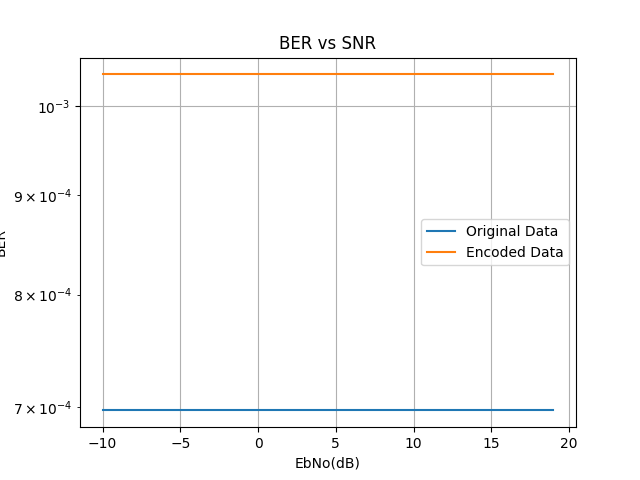 BER vs SNR
10⁻³
9 × 10⁻⁴
8 × 10⁻⁴
7 × 10⁻⁴
BER
Original Data
Encoded Data
−10 −5 0 5 10 15 20
EbNo(dB)